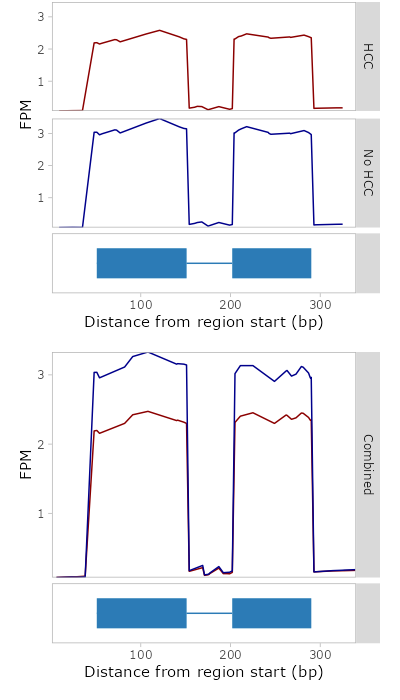 3
2
1
HCC
FPM
3
2
1
No HCC
100 200 300
Distance from region start (bp)
3
2
1
FPM
Combined
100 200 300
Distance from region start (bp)